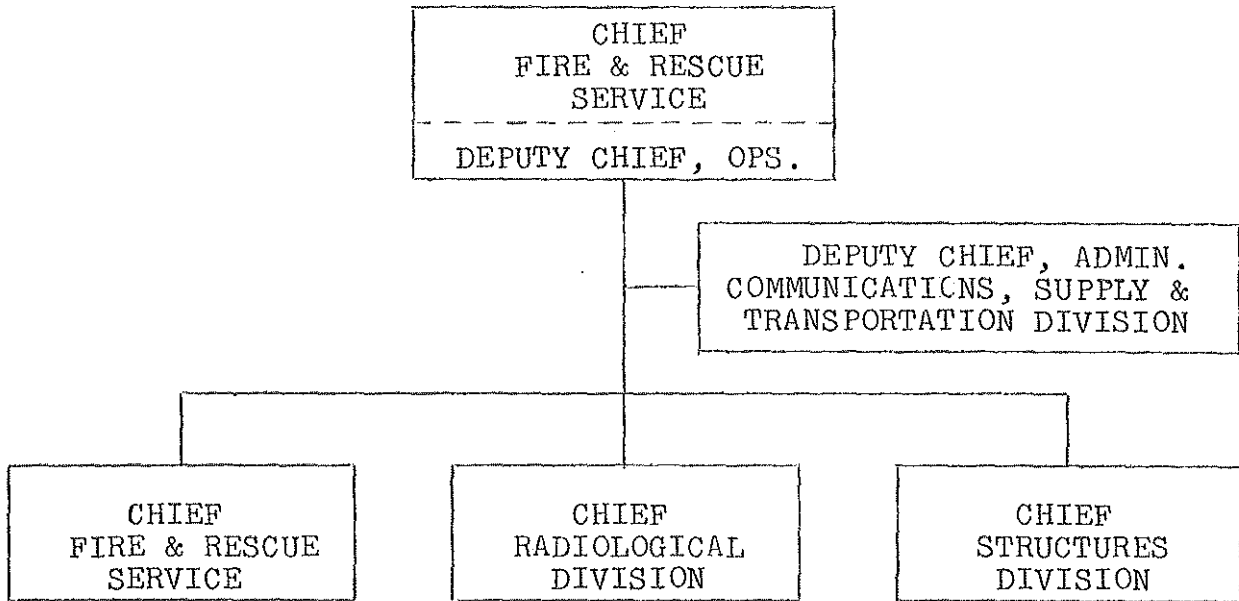 CHIEF
FIRE & RESCUE
SERVICE
DEPUTY CHIEF, OPS.
DEPUTY CHIEF, ADMIN.
COMMUNICATIONS, SUPPLY &
TRANSPORTATION DIVISION
CHIEF
FIRE & RESCUE
SERVICE
CHIEF
RADIOLOGICAL
DIVISION
CHIEF
STRUCTURES
DIVISION